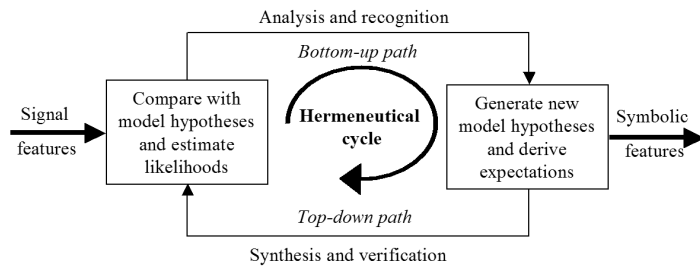 Analysis and recognition
Bottom-up path
Signal
features
Compare with
model hypotheses
and estimate
likelihoods
Hermeneutical
cycle
Generate new
model hypotheses
and derive
expectations
Symbolic
features
Top-down path
Synthesis and verification